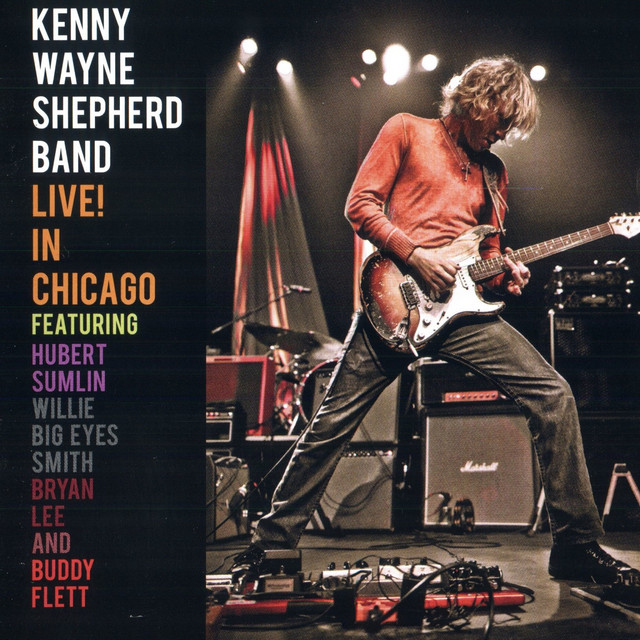 KENNY
WAYNE
SHEPHERD
BAND
LIVE!
IN
CHICAGO
FEATURING
HUBERT
SUMLIN
WILLIE
BIG EYES
SMITH
BRYAN
LEE
AND
BUDDY
FLETT
Marshall